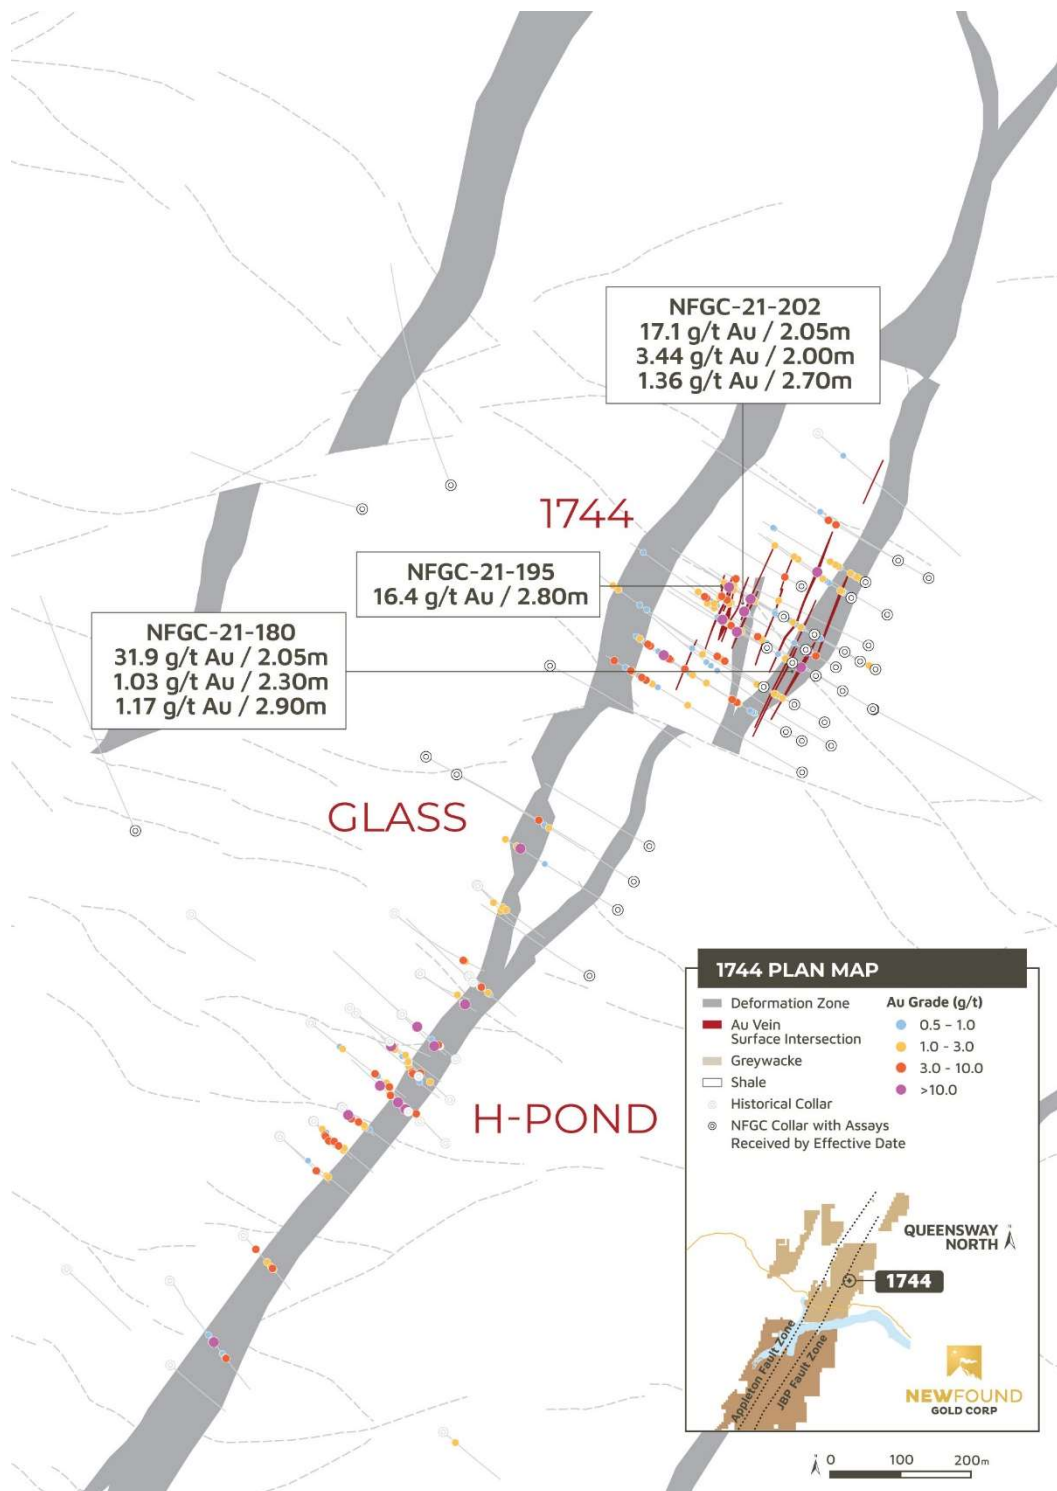 NFGC-21-202
17.1 g/t Au / 2.05m
3.44 g/t Au / 2.00m
1.36 g/t Au / 2.70m
1744
NFGC-21-195
16.4 g/t Au / 2.80m
NFGC-21-180
31.9 g/t Au / 2.05m
1.03 g/t Au / 2.30m
1.17 g/t Au / 2.90m
GLASS
H-POND
1744 PLAN MAP
Deformation Zone
Au Vein
Surface Intersection
Greywacke
Shale
Historical Collar
NFGC Collar with Assays
Received by Effective Date
Au Grade (g/t)
0.5 - 1.0
1.0 - 3.0
3.0 - 10.0
>10.0
QUEENSWAY
NORTH
1744
Appleton Fault Zone
JBP Fault Zone
NEWFOUND
GOLD CORP
0 100 200m